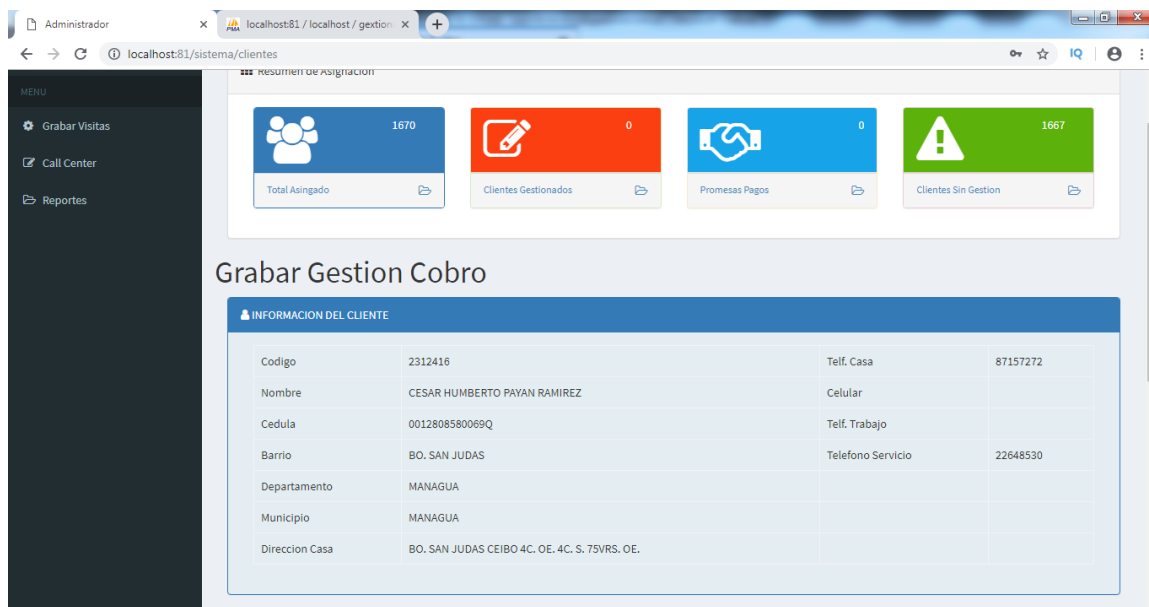 Administrador
PMA localhost:81 / localhost / gextion
localhost:81/sistema/clientes
IQ
Resumen de Asignacion
MENU
Grabar Visitas
Call Center
Reportes
1670
Total Asingado
0
Clientes Gestionados
0
Promesas Pagos
1667
Clientes Sin Gestion
Grabar Gestion Cobro
INFORMACION DEL CLIENTE
Codigo 2312416 Telf. Casa 87157272
Nombre CESAR HUMBERTO PAYAN RAMIREZ Celular
Cedula 0012808580069Q Telf. Trabajo
Barrio BO. SAN JUDAS Telefono Servicio 22648530
Departamento MANAGUA
Municipio MANAGUA
Direccion Casa BO. SAN JUDAS CEIBO 4C. OE. 4C. S. 75VRS. OE.